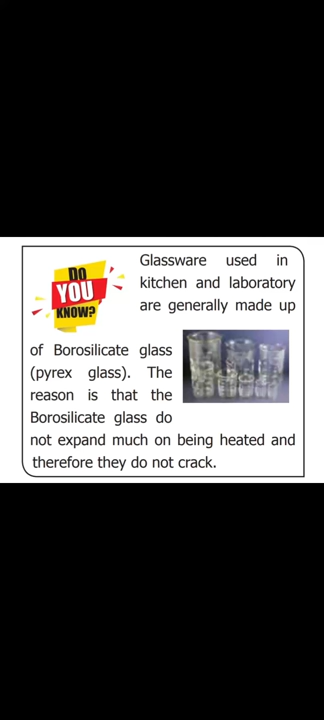 DO
YOU
KNOW?
Glassware used in
kitchen and laboratory
are generally made up
of Borosilicate glass
(pyrex glass). The
reason is that the
Borosilicate glass do
not expand much on being heated and
therefore they do not crack.